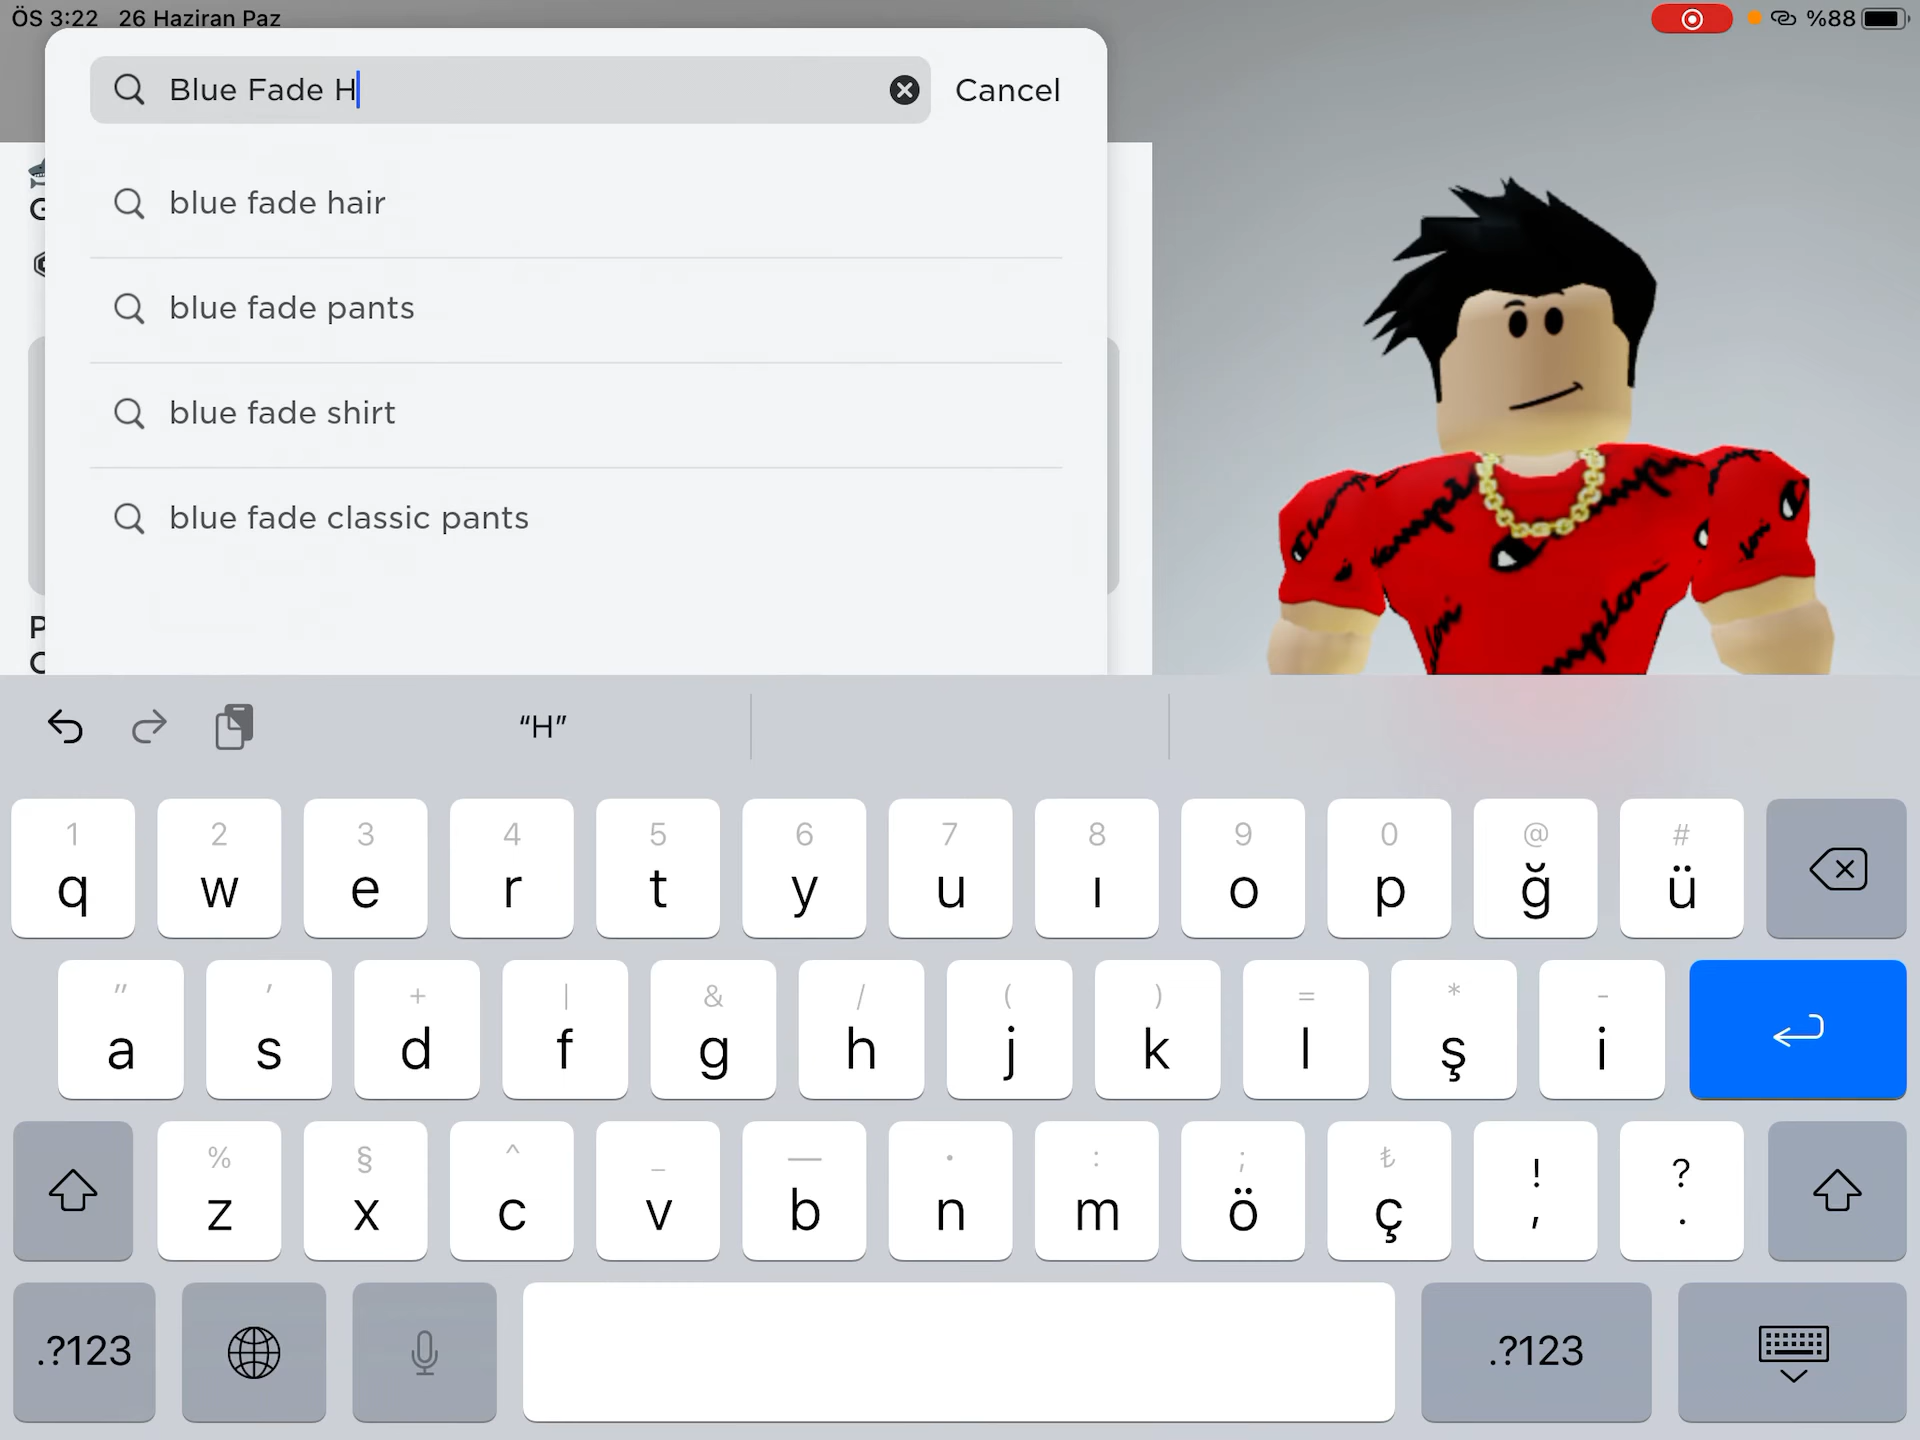 ÖS 3:22 26 Haziran Paz
%88
Blue Fade H
Cancel
blue fade hair
blue fade pants
blue fade shirt
blue fade classic pants
G
P
C
Champion
“H”
1 2 3 4 5 6 7 8 9 0 @ #
q w e r t y u ı o p ğ ü
" ' + | & / ( ) = * -
a s d f g h j k l ş i
% § ^ _ — · : ; ₺ ! ?
z x c v b n m ö ç , .
.?123
.?123